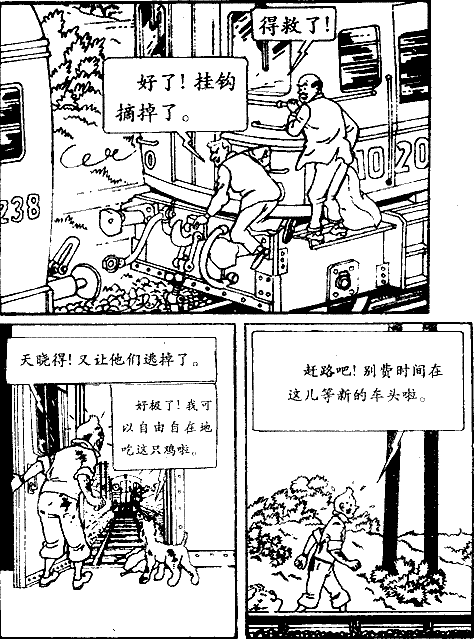 得救了！
好了！挂钩
摘掉了。
238
10 20
天晓得！又让他们逃掉了。
好极了！我可
以自由自在地
吃这只鸡啦。
赶路吧！别费时间在
这儿等新的车头啦。